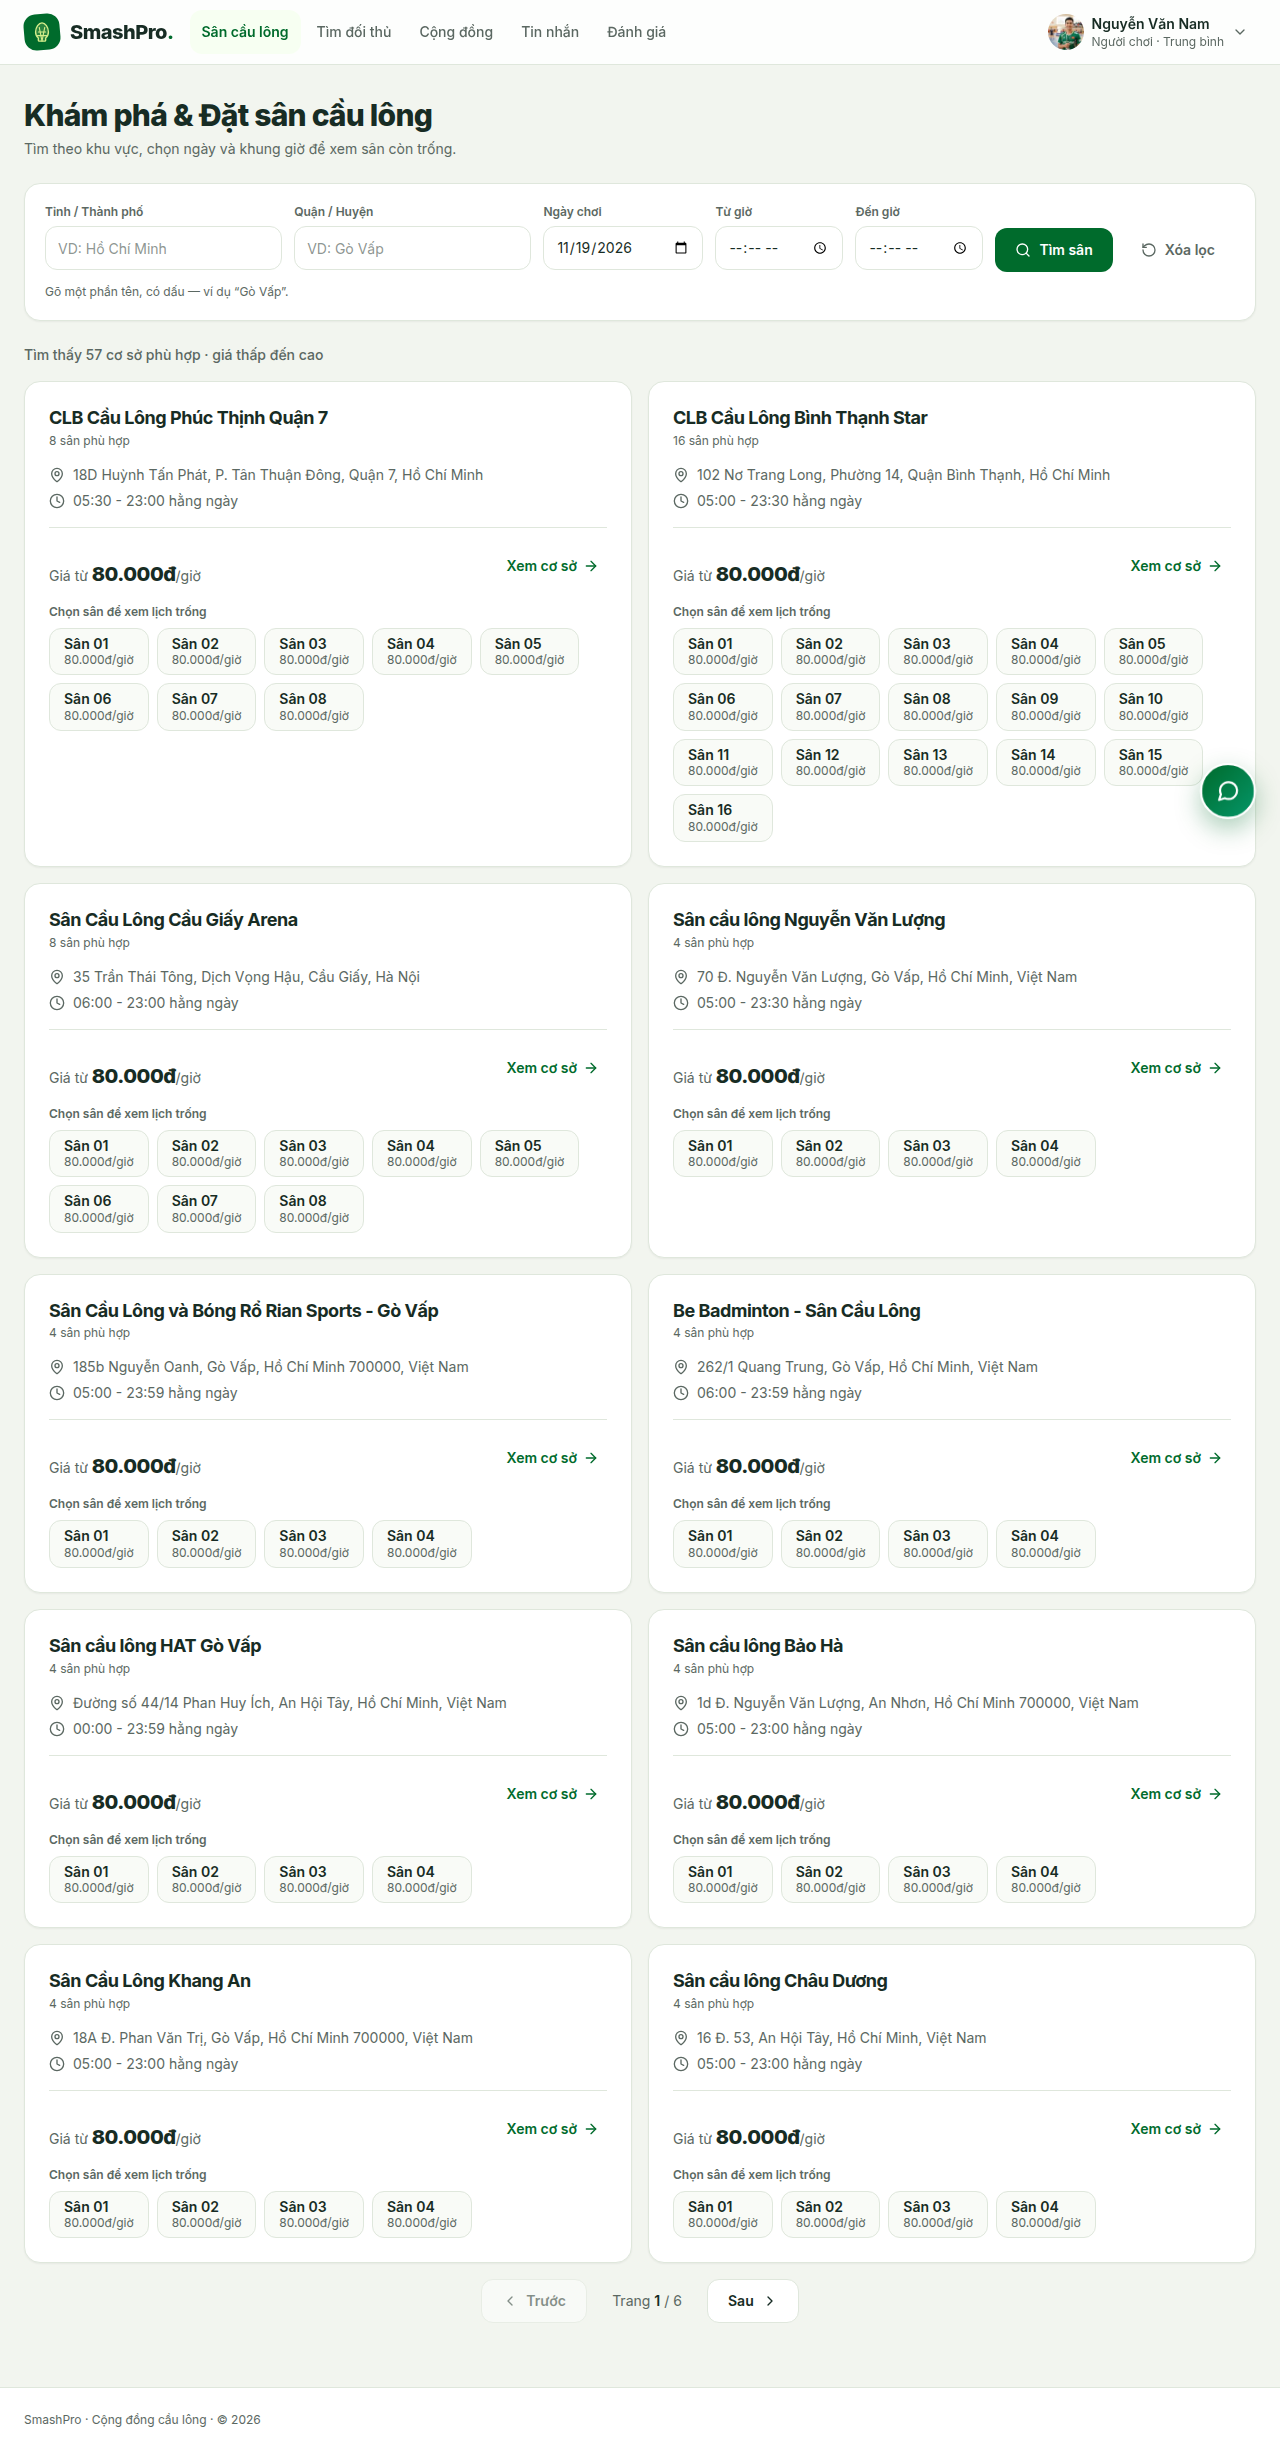 SmashPro.
Sân cầu lông
Tìm đối thủ
Cộng đồng
Tin nhắn
Đánh giá
Nguyễn Văn Nam
Người chơi · Trung bình
Khám phá & Đặt sân cầu lông
Tìm theo khu vực, chọn ngày và khung giờ để xem sân còn trống.
Tỉnh / Thành phố
Quận / Huyện
Ngày chơi
Từ giờ
Đến giờ
VD: Hồ Chí Minh
VD: Gò Vấp
11/19/2026
--:-- --
--:-- --
Tìm sân
Xóa lọc
Gõ một phần tên, có dấu — ví dụ “Gò Vấp”.
Tìm thấy 57 cơ sở phù hợp · giá thấp đến cao
CLB Cầu Lông Phúc Thịnh Quận 7
8 sân phù hợp
18D Huỳnh Tấn Phát, P. Tân Thuận Đông, Quận 7, Hồ Chí Minh
05:30 - 23:00 hằng ngày
Giá từ 80.000đ/giờ
Xem cơ sở
Chọn sân để xem lịch trống
Sân 01 Sân 02 Sân 03 Sân 04 Sân 05
80.000đ/giờ 80.000đ/giờ 80.000đ/giờ 80.000đ/giờ 80.000đ/giờ
Sân 06 Sân 07 Sân 08
80.000đ/giờ 80.000đ/giờ 80.000đ/giờ
CLB Cầu Lông Bình Thạnh Star
16 sân phù hợp
102 Nơ Trang Long, Phường 14, Quận Bình Thạnh, Hồ Chí Minh
05:00 - 23:30 hằng ngày
Giá từ 80.000đ/giờ
Xem cơ sở
Chọn sân để xem lịch trống
Sân 01 Sân 02 Sân 03 Sân 04 Sân 05
80.000đ/giờ 80.000đ/giờ 80.000đ/giờ 80.000đ/giờ 80.000đ/giờ
Sân 06 Sân 07 Sân 08 Sân 09 Sân 10
80.000đ/giờ 80.000đ/giờ 80.000đ/giờ 80.000đ/giờ 80.000đ/giờ
Sân 11 Sân 12 Sân 13 Sân 14 Sân 15
80.000đ/giờ 80.000đ/giờ 80.000đ/giờ 80.000đ/giờ 80.000đ/giờ
Sân 16
80.000đ/giờ
Sân Cầu Lông Cầu Giấy Arena
8 sân phù hợp
35 Trần Thái Tông, Dịch Vọng Hậu, Cầu Giấy, Hà Nội
06:00 - 23:00 hằng ngày
Giá từ 80.000đ/giờ
Xem cơ sở
Chọn sân để xem lịch trống
Sân 01 Sân 02 Sân 03 Sân 04 Sân 05
80.000đ/giờ 80.000đ/giờ 80.000đ/giờ 80.000đ/giờ 80.000đ/giờ
Sân 06 Sân 07 Sân 08
80.000đ/giờ 80.000đ/giờ 80.000đ/giờ
Sân cầu lông Nguyễn Văn Lượng
4 sân phù hợp
70 Đ. Nguyễn Văn Lượng, Gò Vấp, Hồ Chí Minh, Việt Nam
05:00 - 23:30 hằng ngày
Giá từ 80.000đ/giờ
Xem cơ sở
Chọn sân để xem lịch trống
Sân 01 Sân 02 Sân 03 Sân 04
80.000đ/giờ 80.000đ/giờ 80.000đ/giờ 80.000đ/giờ
Sân Cầu Lông và Bóng Rổ Rian Sports - Gò Vấp
4 sân phù hợp
185b Nguyễn Oanh, Gò Vấp, Hồ Chí Minh 700000, Việt Nam
05:00 - 23:59 hằng ngày
Giá từ 80.000đ/giờ
Xem cơ sở
Chọn sân để xem lịch trống
Sân 01 Sân 02 Sân 03 Sân 04
80.000đ/giờ 80.000đ/giờ 80.000đ/giờ 80.000đ/giờ
Be Badminton - Sân Cầu Lông
4 sân phù hợp
262/1 Quang Trung, Gò Vấp, Hồ Chí Minh, Việt Nam
06:00 - 23:59 hằng ngày
Giá từ 80.000đ/giờ
Xem cơ sở
Chọn sân để xem lịch trống
Sân 01 Sân 02 Sân 03 Sân 04
80.000đ/giờ 80.000đ/giờ 80.000đ/giờ 80.000đ/giờ
Sân cầu lông HAT Gò Vấp
4 sân phù hợp
Đường số 44/14 Phan Huy Ích, An Hội Tây, Hồ Chí Minh, Việt Nam
00:00 - 23:59 hằng ngày
Giá từ 80.000đ/giờ
Xem cơ sở
Chọn sân để xem lịch trống
Sân 01 Sân 02 Sân 03 Sân 04
80.000đ/giờ 80.000đ/giờ 80.000đ/giờ 80.000đ/giờ
Sân cầu lông Bảo Hà
4 sân phù hợp
1d Đ. Nguyễn Văn Lượng, An Nhơn, Hồ Chí Minh 700000, Việt Nam
05:00 - 23:00 hằng ngày
Giá từ 80.000đ/giờ
Xem cơ sở
Chọn sân để xem lịch trống
Sân 01 Sân 02 Sân 03 Sân 04
80.000đ/giờ 80.000đ/giờ 80.000đ/giờ 80.000đ/giờ
Sân Cầu Lông Khang An
4 sân phù hợp
18A Đ. Phan Văn Trị, Gò Vấp, Hồ Chí Minh 700000, Việt Nam
05:00 - 23:00 hằng ngày
Giá từ 80.000đ/giờ
Xem cơ sở
Chọn sân để xem lịch trống
Sân 01 Sân 02 Sân 03 Sân 04
80.000đ/giờ 80.000đ/giờ 80.000đ/giờ 80.000đ/giờ
Sân cầu lông Châu Dương
4 sân phù hợp
16 Đ. 53, An Hội Tây, Hồ Chí Minh, Việt Nam
05:00 - 23:00 hằng ngày
Giá từ 80.000đ/giờ
Xem cơ sở
Chọn sân để xem lịch trống
Sân 01 Sân 02 Sân 03 Sân 04
80.000đ/giờ 80.000đ/giờ 80.000đ/giờ 80.000đ/giờ
Trước
Trang 1 / 6
Sau
SmashPro · Cộng đồng cầu lông · © 2026